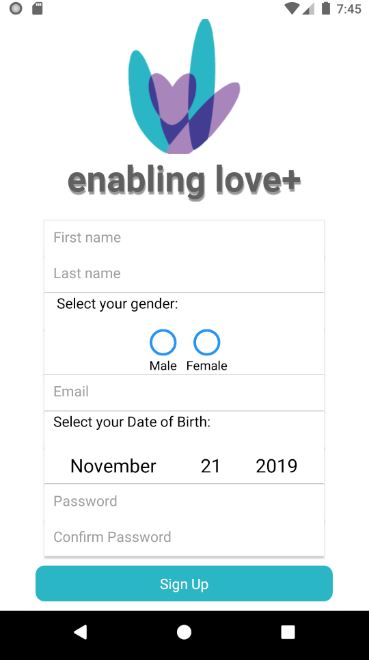 7:45
enabling love+
First name
Last name
Select your gender:
Male Female
Email
Select your Date of Birth:
November 21 2019
Password
Confirm Password
Sign Up